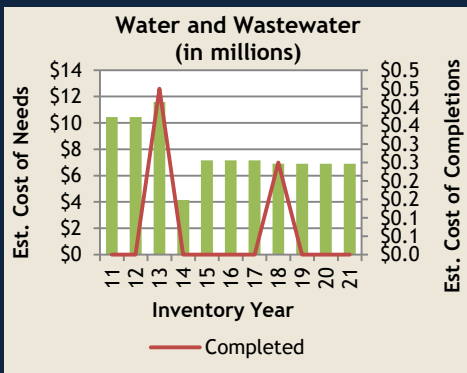 Water and Wastewater
(in millions)
Est. Cost of Needs
$14
$12
$10
$8
$6
$4
$2
$0
$0.5
$0.5
$0.4
$0.4
$0.3
$0.3
$0.2
$0.2
$0.1
$0.1
$0.0
Est. Cost of Completions
11 12 13 14 15 16 17 18 19 20 21
Inventory Year
Completed